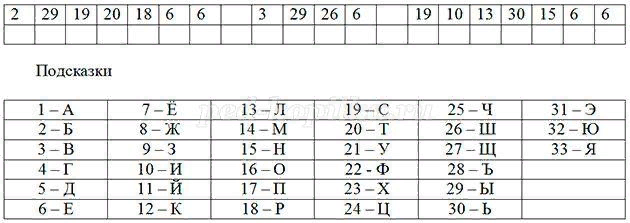 2 29 19 20 18 6 6 3 29 26 6 19 10 13 30 15 6 6
Подсказки
1 – А 7 – Ё 13 – Л 19 – С 25 – Ч 31 – Э
2 – Б 8 – Ж 14 – М 20 – Т 26 – Ш 32 – Ю
3 – В 9 – З 15 – Н 21 – У 27 – Щ 33 – Я
4 – Г 10 – И 16 – О 22 - Ф 28 – Ъ
5 – Д 11 – Й 17 – П 23 – Х 29 – Ы
6 – Е 12 – К 18 – Р 24 – Ц 30 – Ь